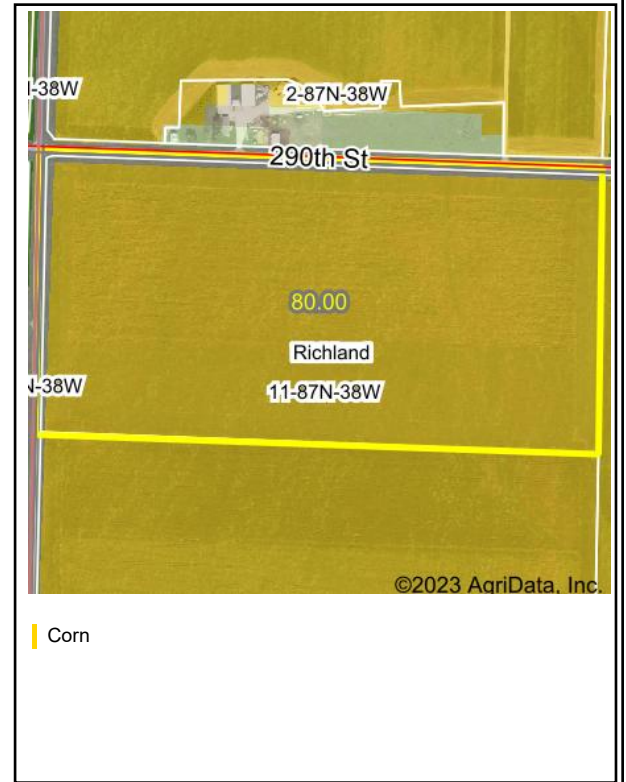 I-38W
2-87N-38W
290th St
80.00
Richland
N-38W
11-87N-38W
©2023 AgriData, Inc.
Corn